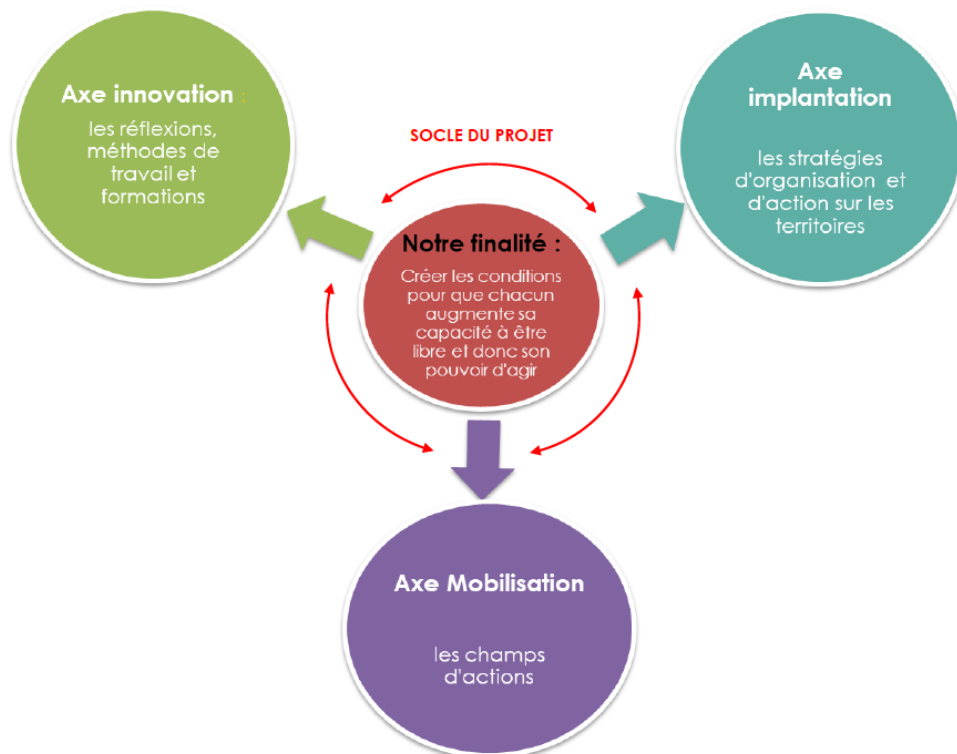 Axe innovation :
les réflexions,
méthodes de
travail et
formations
Axe
implantation
les stratégies
d'organisation et
d'action sur les
territoires
SOCLE DU PROJET
Notre finalité :
Créer les conditions
pour que chacun
augmente sa
capacité à être
libre et donc son
pouvoir d'agir
Axe Mobilisation
les champs
d'actions